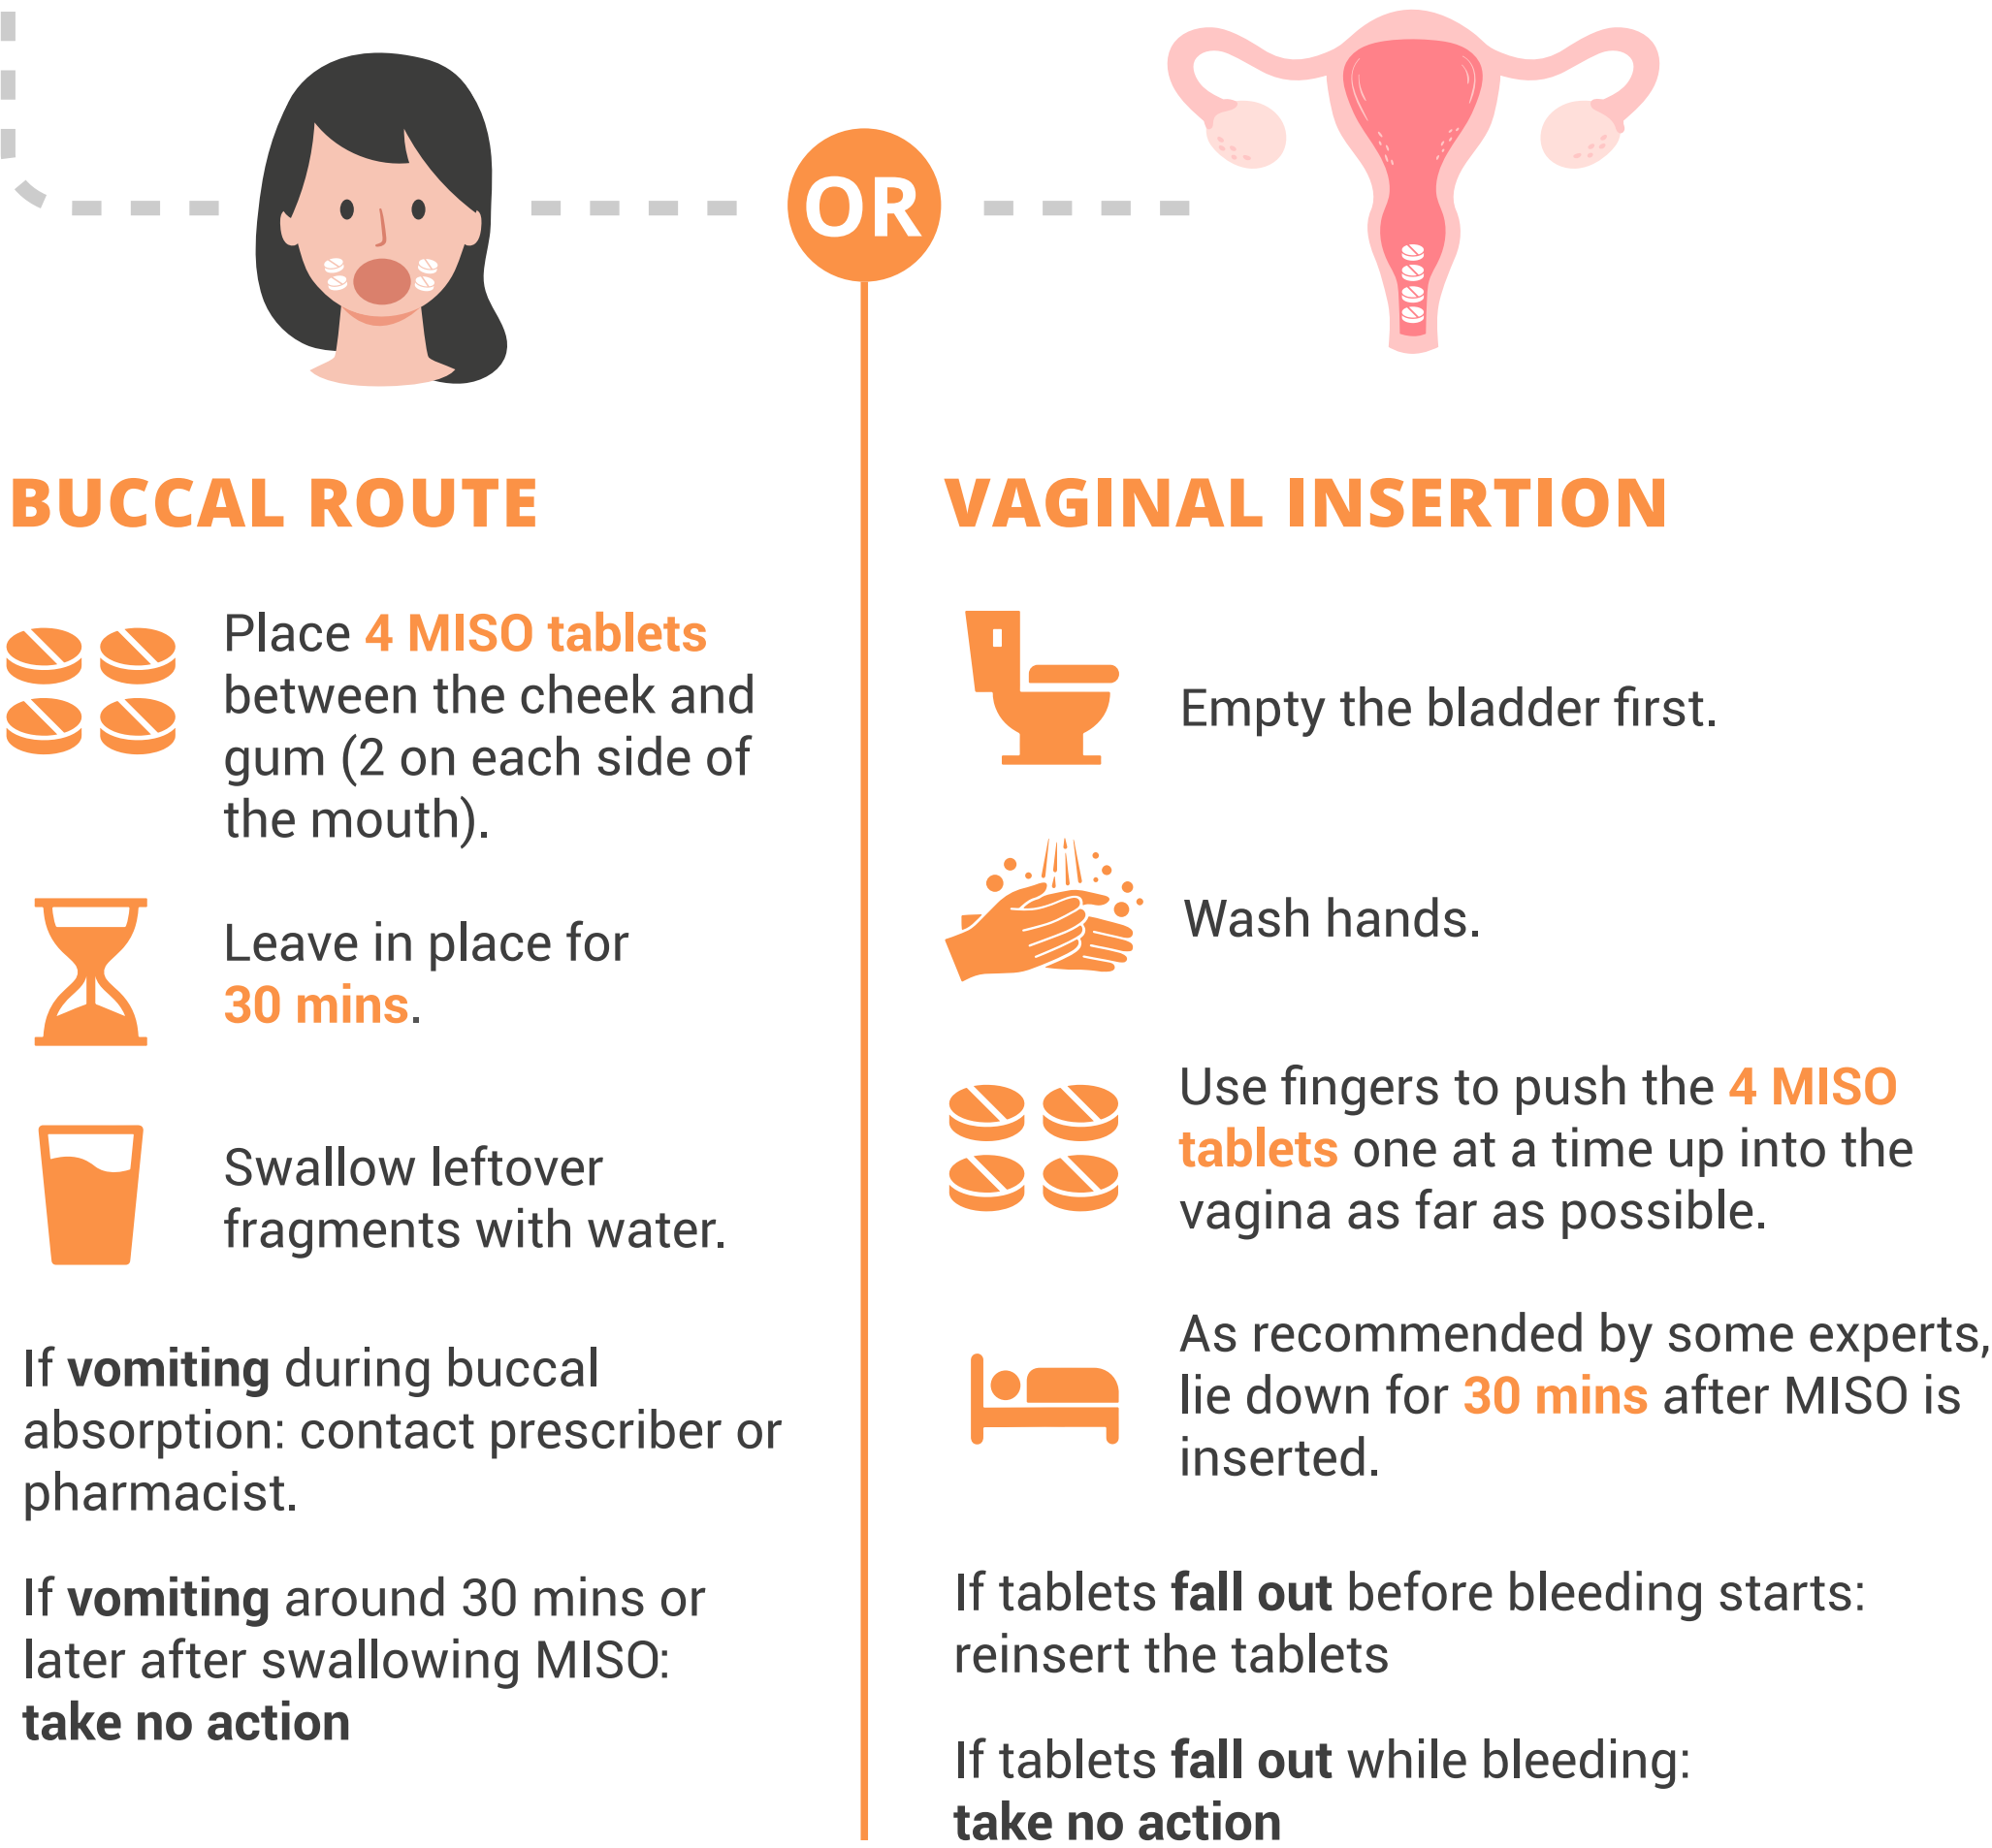 OR
BUCCAL ROUTE
Place 4 MISO tablets
between the cheek and
gum (2 on each side of
the mouth).
Leave in place for
30 mins.
Swallow leftover
fragments with water.
If vomiting during buccal
absorption: contact prescriber or
pharmacist.
If vomiting around 30 mins or
later after swallowing MISO:
take no action
VAGINAL INSERTION
Empty the bladder first.
Wash hands.
Use fingers to push the 4 MISO
tablets one at a time up into the
vagina as far as possible.
As recommended by some experts,
lie down for 30 mins after MISO is
inserted.
If tablets fall out before bleeding starts:
reinsert the tablets
If tablets fall out while bleeding:
take no action